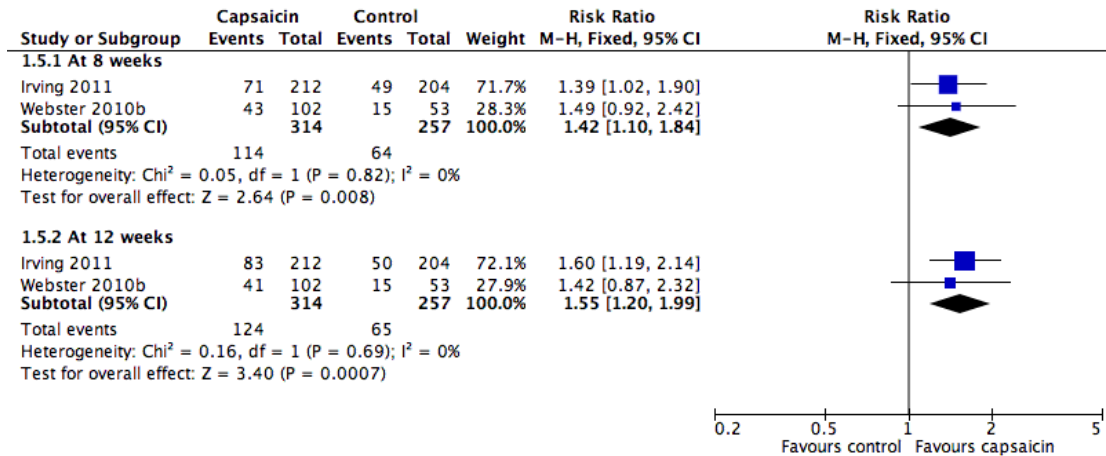 Capsaicin Control Risk Ratio Risk Ratio
Study or Subgroup Events Total Events Total Weight M-H, Fixed, 95% CI M-H, Fixed, 95% CI
1.5.1 At 8 weeks
Irving 2011 71 212 49 204 71.7% 1.39 [1.02, 1.90]
Webster 2010b 43 102 15 53 28.3% 1.49 [0.92, 2.42]
Subtotal (95% CI) 314 257 100.0% 1.42 [1.10, 1.84]
Total events 114 64
Heterogeneity: Chi² = 0.05, df = 1 (P = 0.82); I² = 0%
Test for overall effect: Z = 2.64 (P = 0.008)
1.5.2 At 12 weeks
Irving 2011 83 212 50 204 72.1% 1.60 [1.19, 2.14]
Webster 2010b 41 102 15 53 27.9% 1.42 [0.87, 2.32]
Subtotal (95% CI) 314 257 100.0% 1.55 [1.20, 1.99]
Total events 124 65
Heterogeneity: Chi² = 0.16, df = 1 (P = 0.69); I² = 0%
Test for overall effect: Z = 3.40 (P = 0.0007)
0.2 0.5 1 2 5
Favours control Favours capsaicin